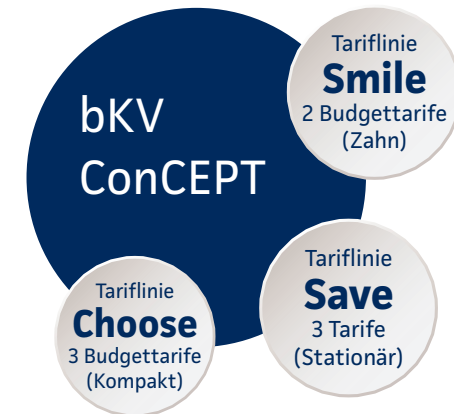 bKV
ConCEPT
Tariflinie
Smile
2 Budgettarife
(Zahn)
Tariflinie
Save
3 Tarife
(Stationär)
Tariflinie
Choose
3 Budgettarife
(Kompakt)